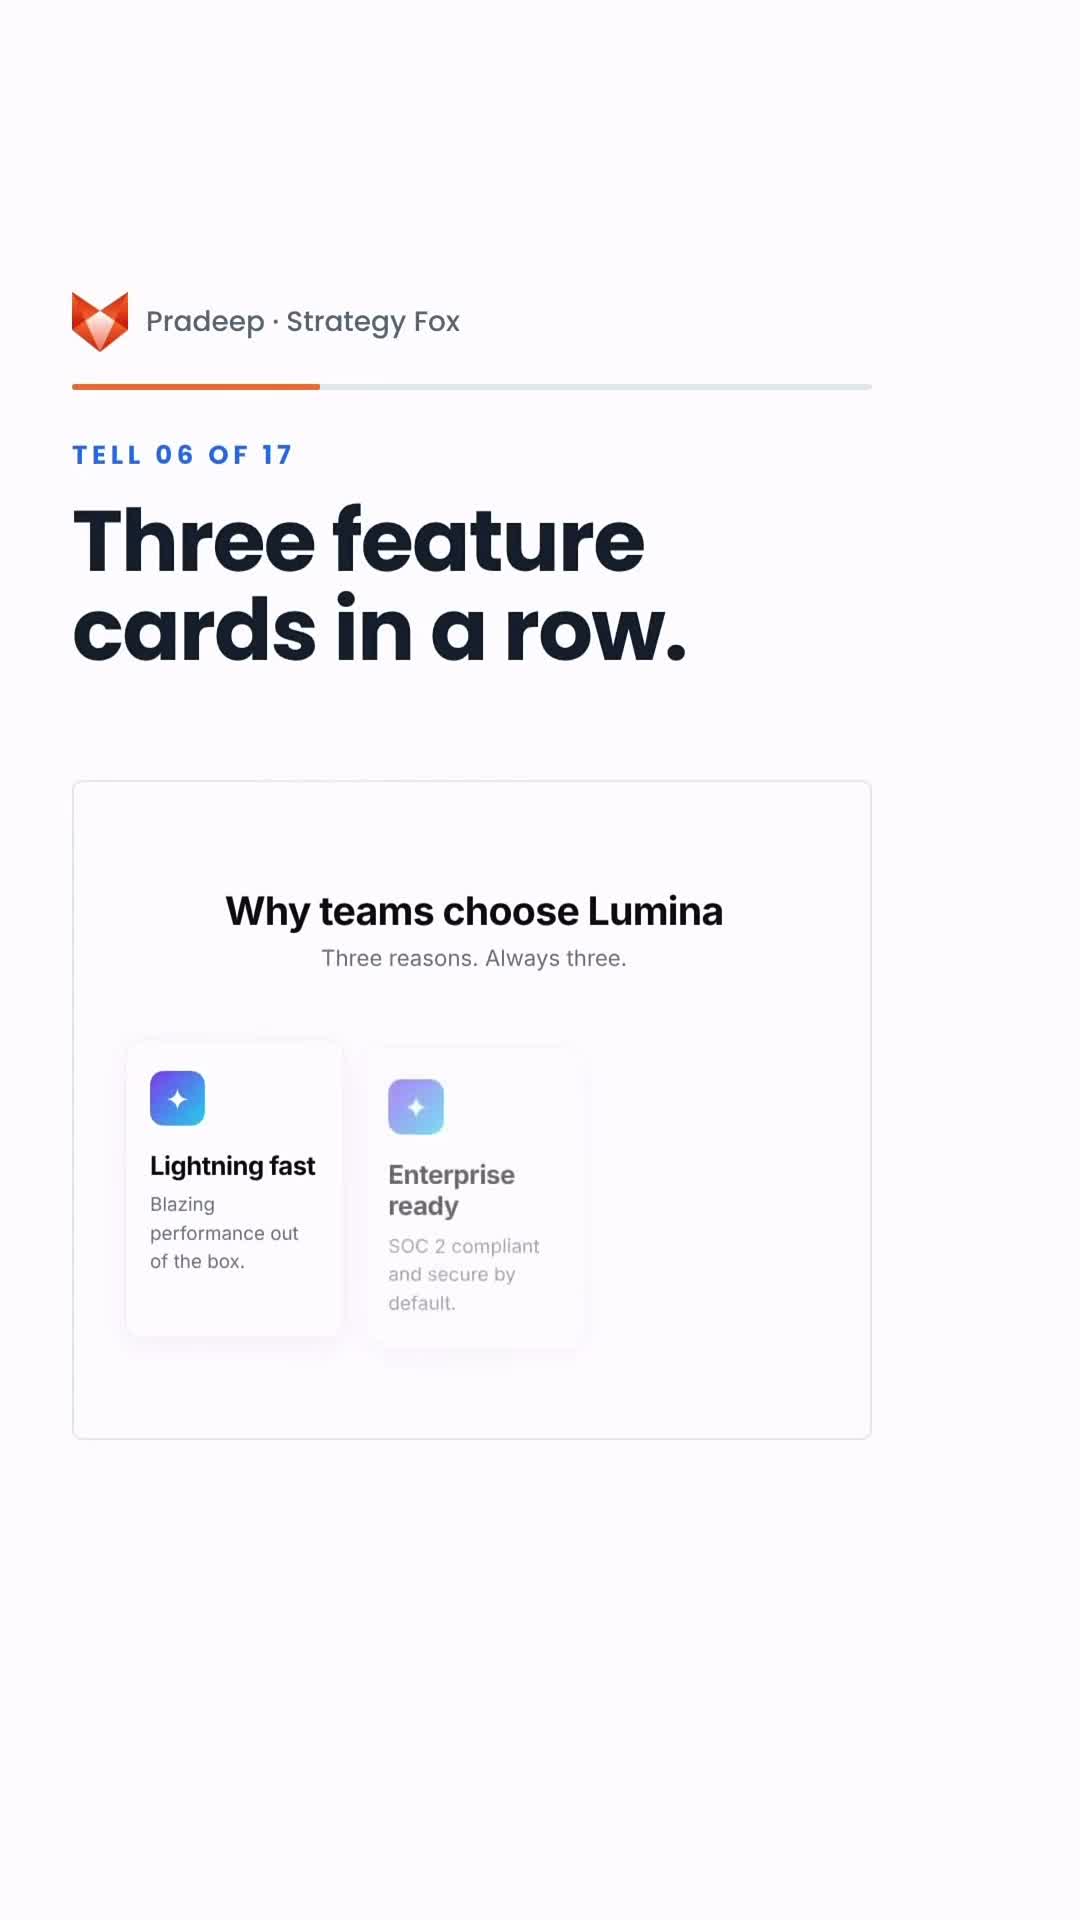 Pradeep · Strategy Fox
TELL 06 OF 17
Three feature
cards in a row.
Why teams choose Lumina
Three reasons. Always three.
Lightning fast
Blazing
performance out
of the box.
Enterprise
ready
SOC 2 compliant
and secure by
default.